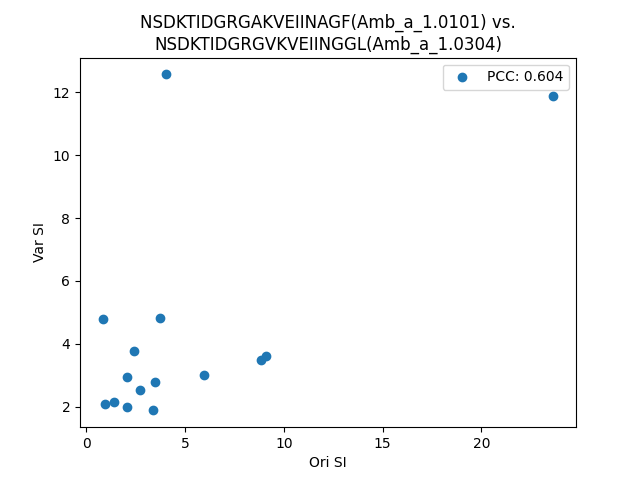 NSDKTIDGRGAKVEIINAGF(Amb_a_1.0101) vs.
NSDKTIDGRGVKVEIINGGL(Amb_a_1.0304)
PCC: 0.604
12
10
8
6
4
2
Var SI
0 5 10 15 20
Ori SI